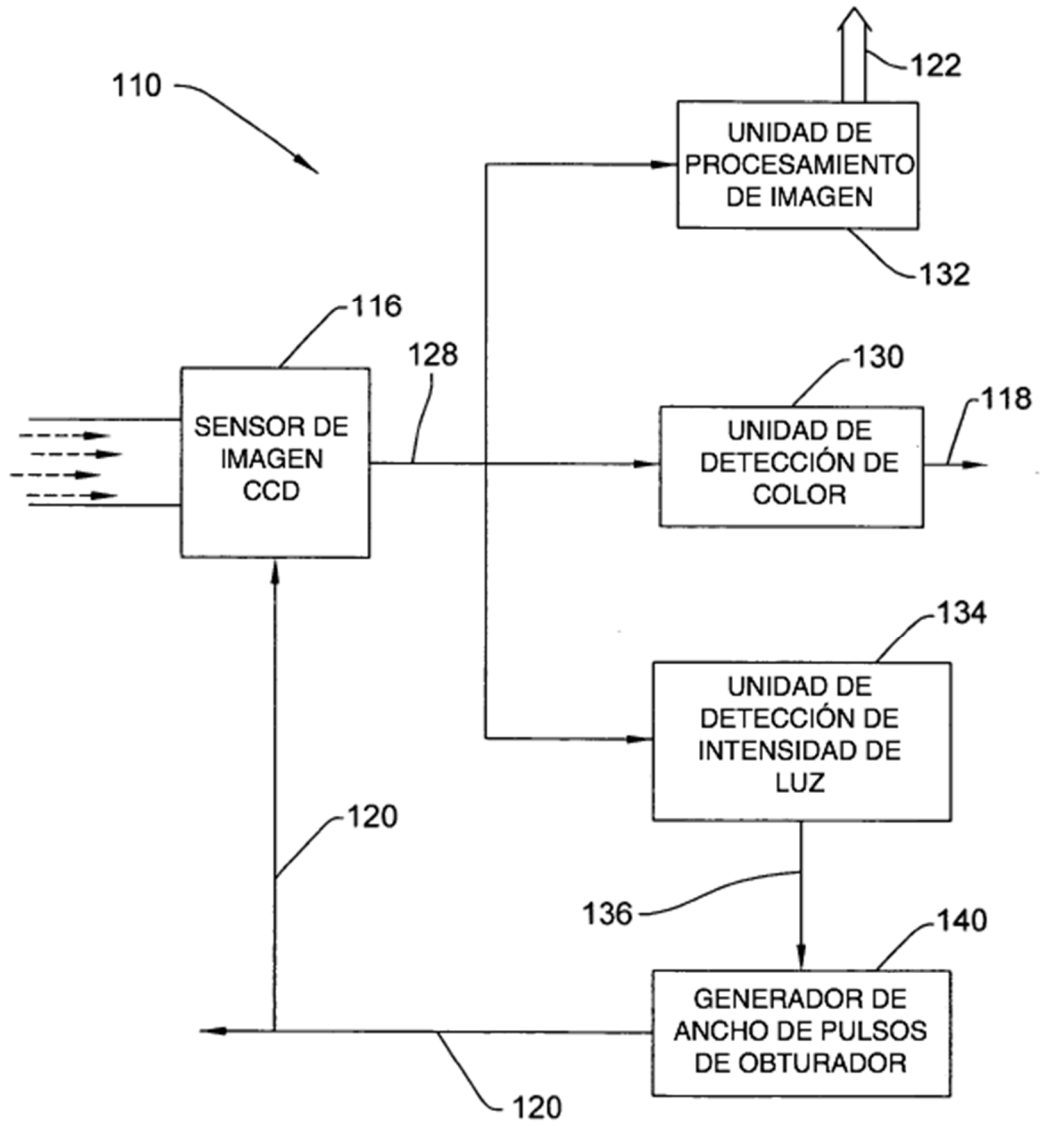 122
110
UNIDAD DE
PROCESAMIENTO
DE IMAGEN
132
116
128
130
118
SENSOR DE
IMAGEN
CCD
UNIDAD DE
DETECCIÓN DE
COLOR
134
UNIDAD DE
DETECCIÓN DE
INTENSIDAD DE
LUZ
120
136
140
GENERADOR DE
ANCHO DE PULSOS
DE OBTURADOR
120